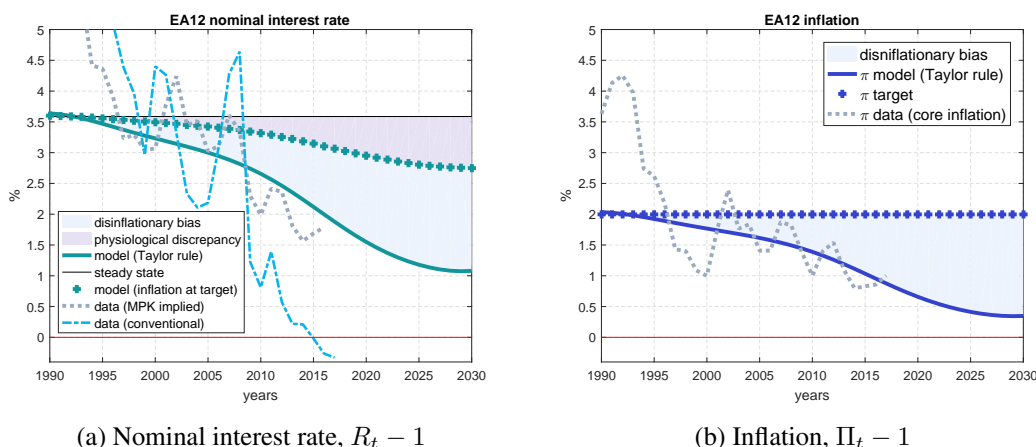 EA12 nominal interest rate
5
4.5
4
3.5
3
2.5
2
1.5
1
0.5
0
%
disinflationary bias
physiological discrepancy
model (Taylor rule)
steady state
model (inflation at target)
data (MPK implied)
data (conventional)
1990 1995 2000 2005 2010 2015 2020 2025 2030
years
(a) Nominal interest rate, R_t − 1
EA12 inflation
5
4.5
4
3.5
3
2.5
2
1.5
1
0.5
0
%
disniflationary bias
π model (Taylor rule)
π target
π data (core inflation)
1990 1995 2000 2005 2010 2015 2020 2025 2030
years
(b) Inflation, Π_t − 1